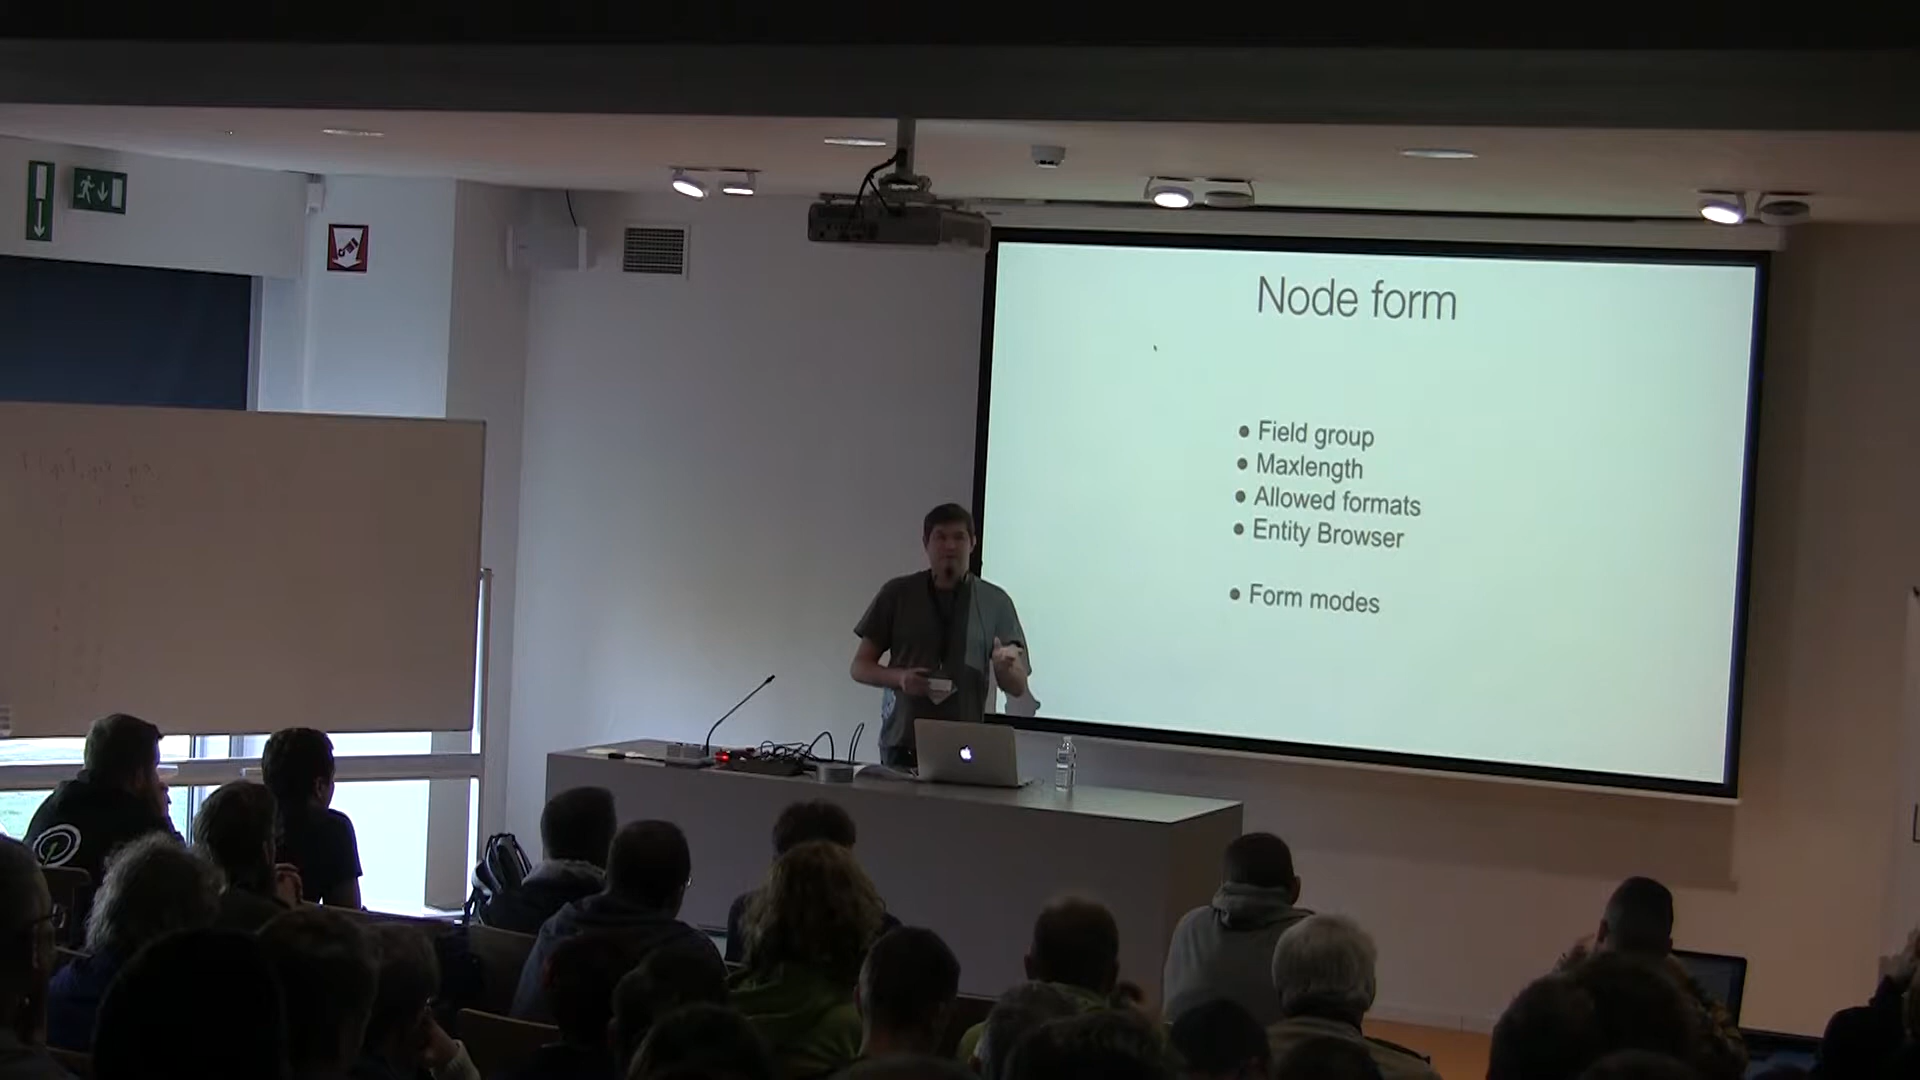 Node form
● Field group
● Maxlength
● Allowed formats
● Entity Browser
● Form modes